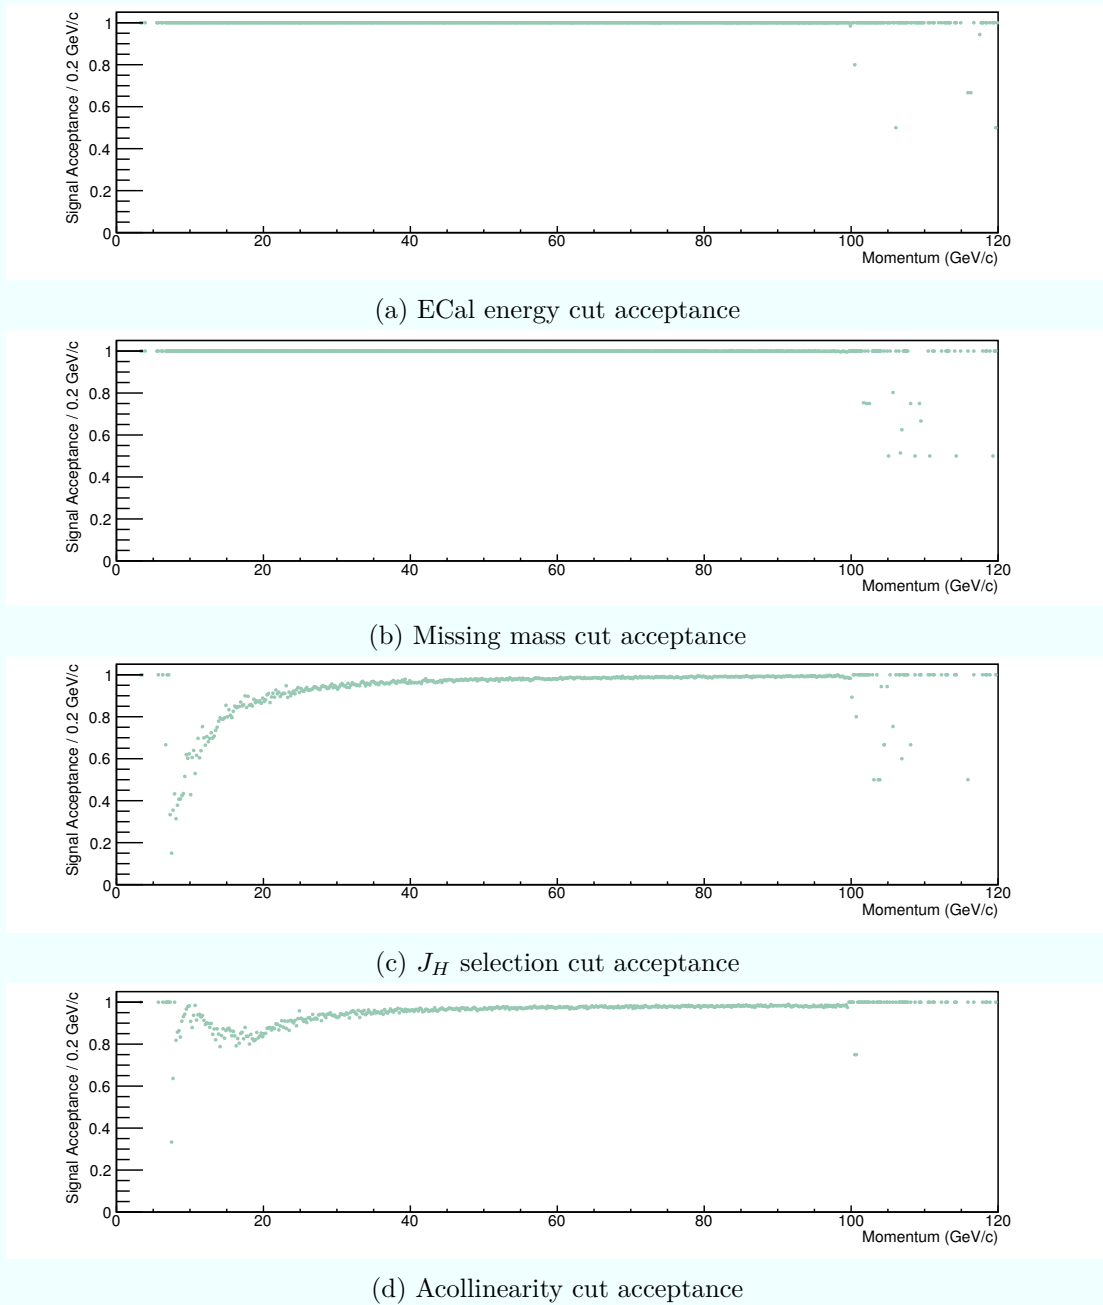 Signal Acceptance / 0.2 GeV/c
1
0.8
0.6
0.4
0.2
0
0 20 40 60 80 100 120
Momentum (GeV/c)
(a) ECal energy cut acceptance
Signal Acceptance / 0.2 GeV/c
1
0.8
0.6
0.4
0.2
0
0 20 40 60 80 100 120
Momentum (GeV/c)
(b) Missing mass cut acceptance
Signal Acceptance / 0.2 GeV/c
1
0.8
0.6
0.4
0.2
0
0 20 40 60 80 100 120
Momentum (GeV/c)
(c) J_H selection cut acceptance
Signal Acceptance / 0.2 GeV/c
1
0.8
0.6
0.4
0.2
0
0 20 40 60 80 100 120
Momentum (GeV/c)
(d) Acollinearity cut acceptance